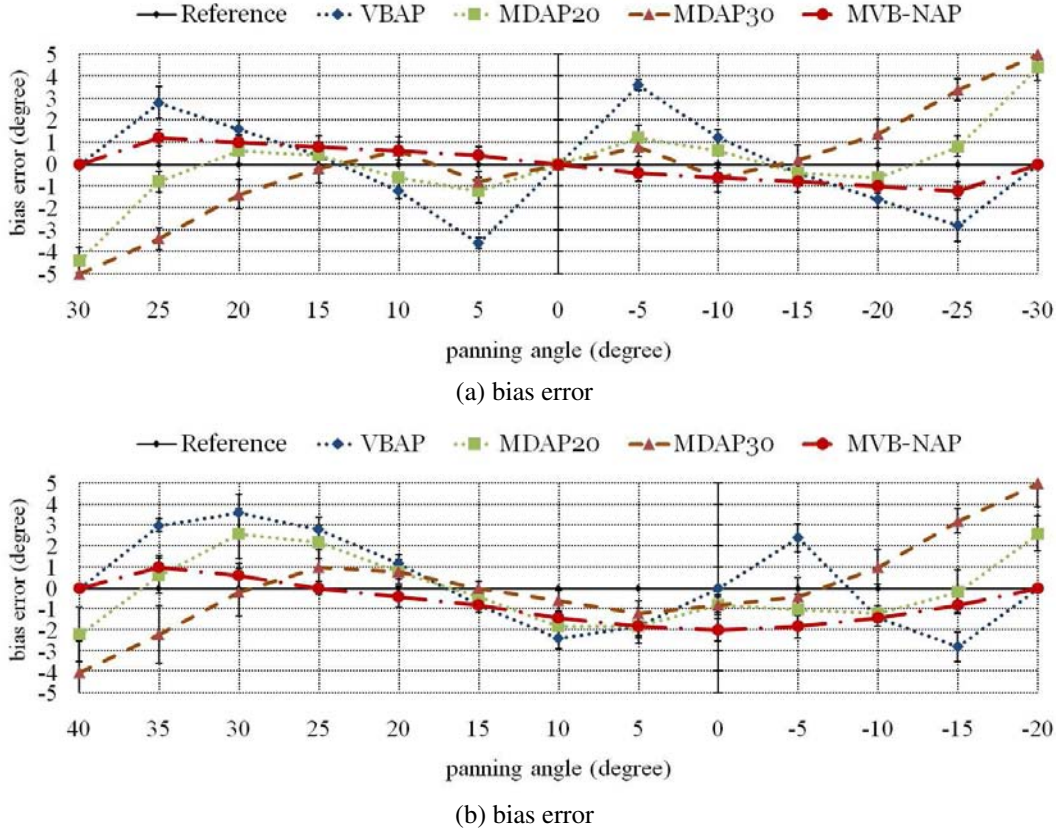 Reference VBAP MDAP20 MDAP30 MVB-NAP
5
4
3
2
1
0
-1
-2
-3
-4
-5
bias error (degree)
30 25 20 15 10 5 0 -5 -10 -15 -20 -25 -30
panning angle (degree)
(a) bias error
Reference VBAP MDAP20 MDAP30 MVB-NAP
5
4
3
2
1
0
-1
-2
-3
-4
-5
bias error (degree)
40 35 30 25 20 15 10 5 0 -5 -10 -15 -20
panning angle (degree)
(b) bias error